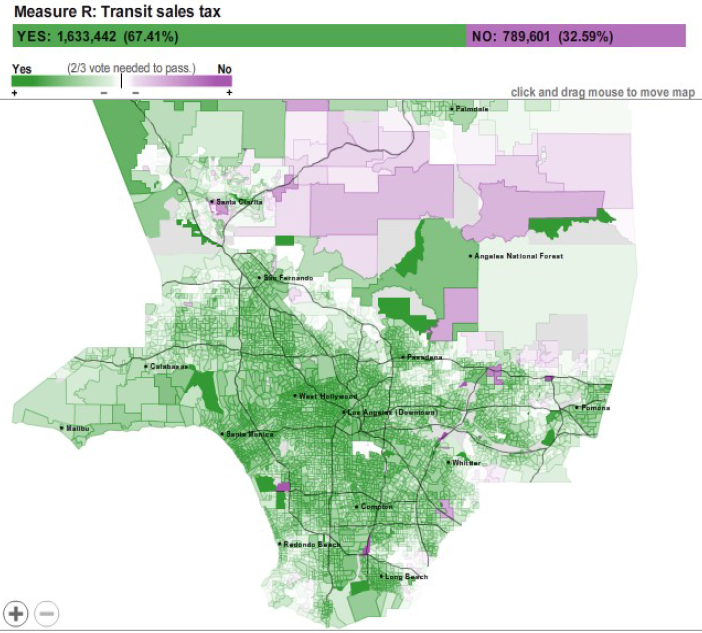 Measure R: Transit sales tax
YES: 1,633,442 (67.41%) NO: 789,601 (32.59%)
Yes (2/3 vote needed to pass.) No
+ – – +
click and drag mouse to move map
Palmdale
Santa Clarita
Angeles National Forest
San Fernando
Pasadena
Calabasas
West Hollywood
Pomona
Los Angeles (Downtown)
Malibu
Santa Monica
Whittier
Compton
Redondo Beach
Long Beach
+ –